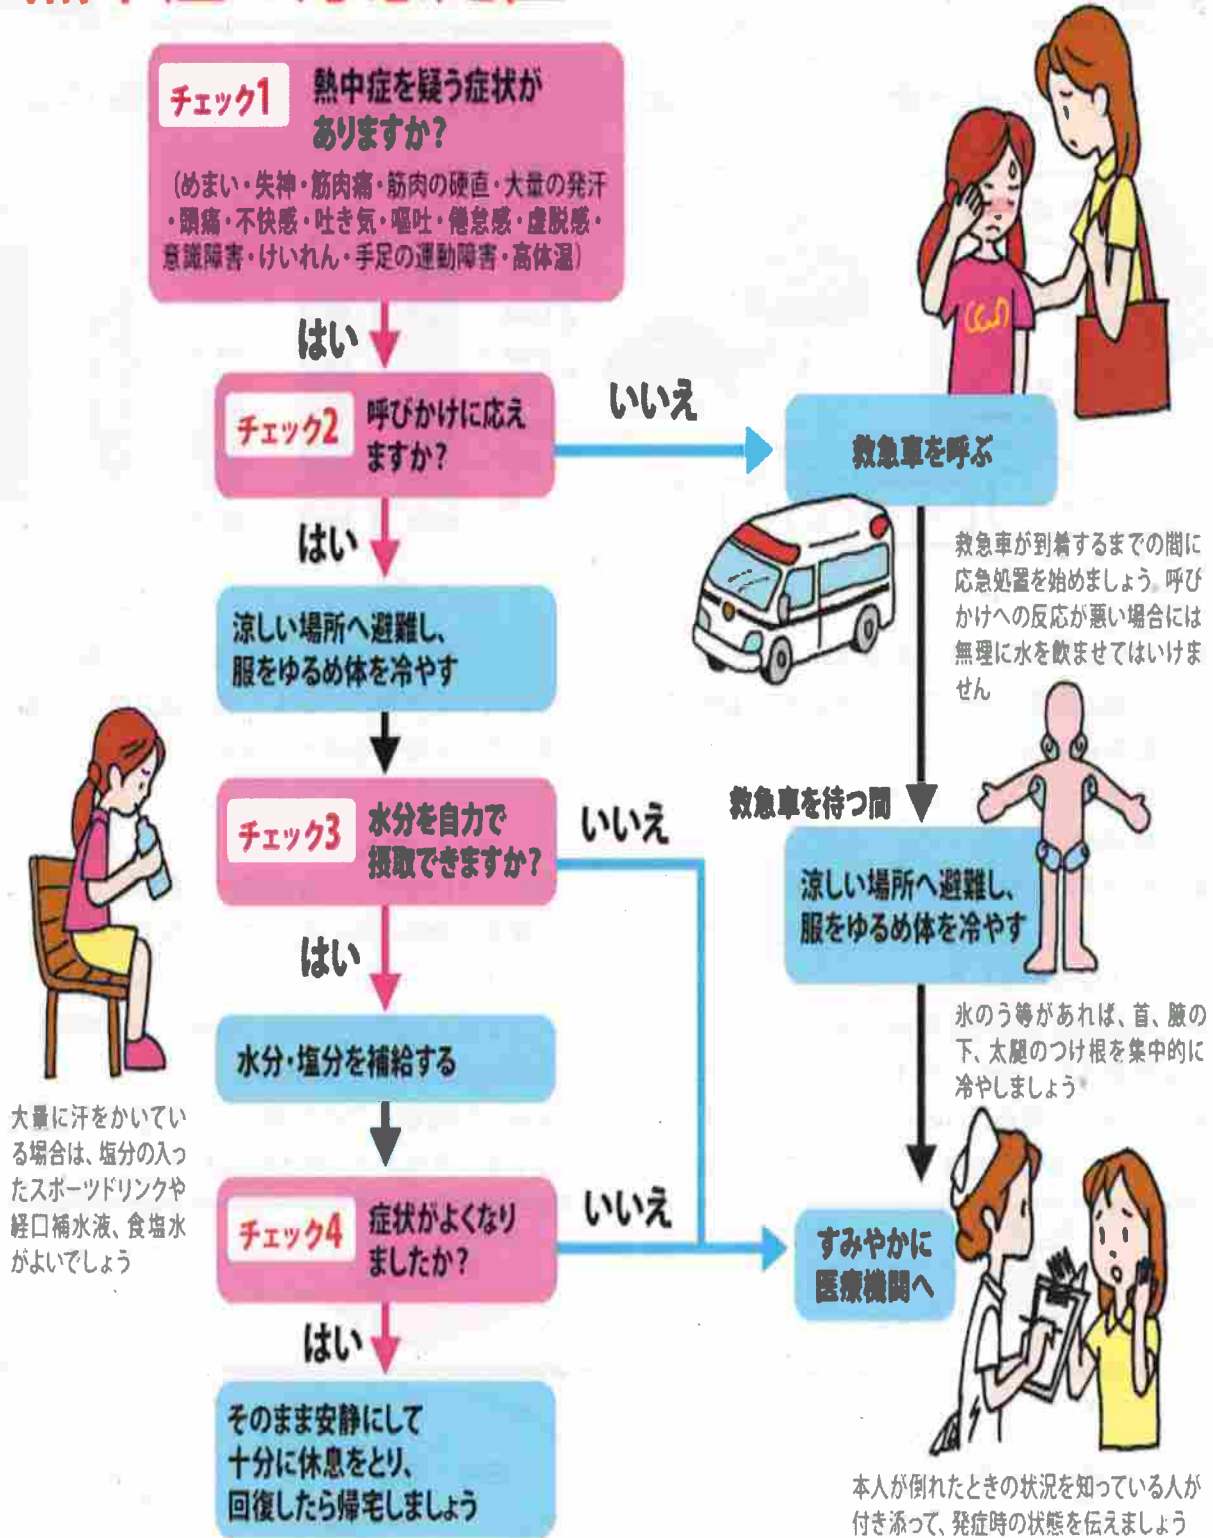 チェック1
熱中症を疑う症状が
ありますか?
(めまい・失神・筋肉痛・筋肉の硬直・大量の発汗
・頭痛・不快感・吐き気・嘔吐・倦怠感・虚脱感・
意識障害・けいれん・手足の運動障害・高体温)
はい
チェック2
呼びかけに応え
ますか?
いいえ
救急車を呼ぶ
はい
救急車が到着するまでの間に
応急処置を始めましょう。呼び
かけへの反応が悪い場合には
無理に水を飲ませてはいけま
せん
涼しい場所へ避難し、
服をゆるめ体を冷やす
チェック3
水分を自力で
摂取できますか?
いいえ
救急車を待つ間
涼しい場所へ避難し、
服をゆるめ体を冷やす
はい
氷のう等があれば、首、腋の
下、太腿のつけ根を集中的に
冷やしましょう
水分・塩分を補給する
大量に汗をかいてい
る場合は、塩分の入っ
たスポーツドリンクや
経口補水液、食塩水
がよいでしょう
チェック4
症状がよくなり
ましたか?
いいえ
すみやかに
医療機関へ
はい
そのまま安静にして
十分に休息をとり、
回復したら帰宅しましょう
本人が倒れたときの状況を知っている人が
付き添って、発症時の状態を伝えましょう